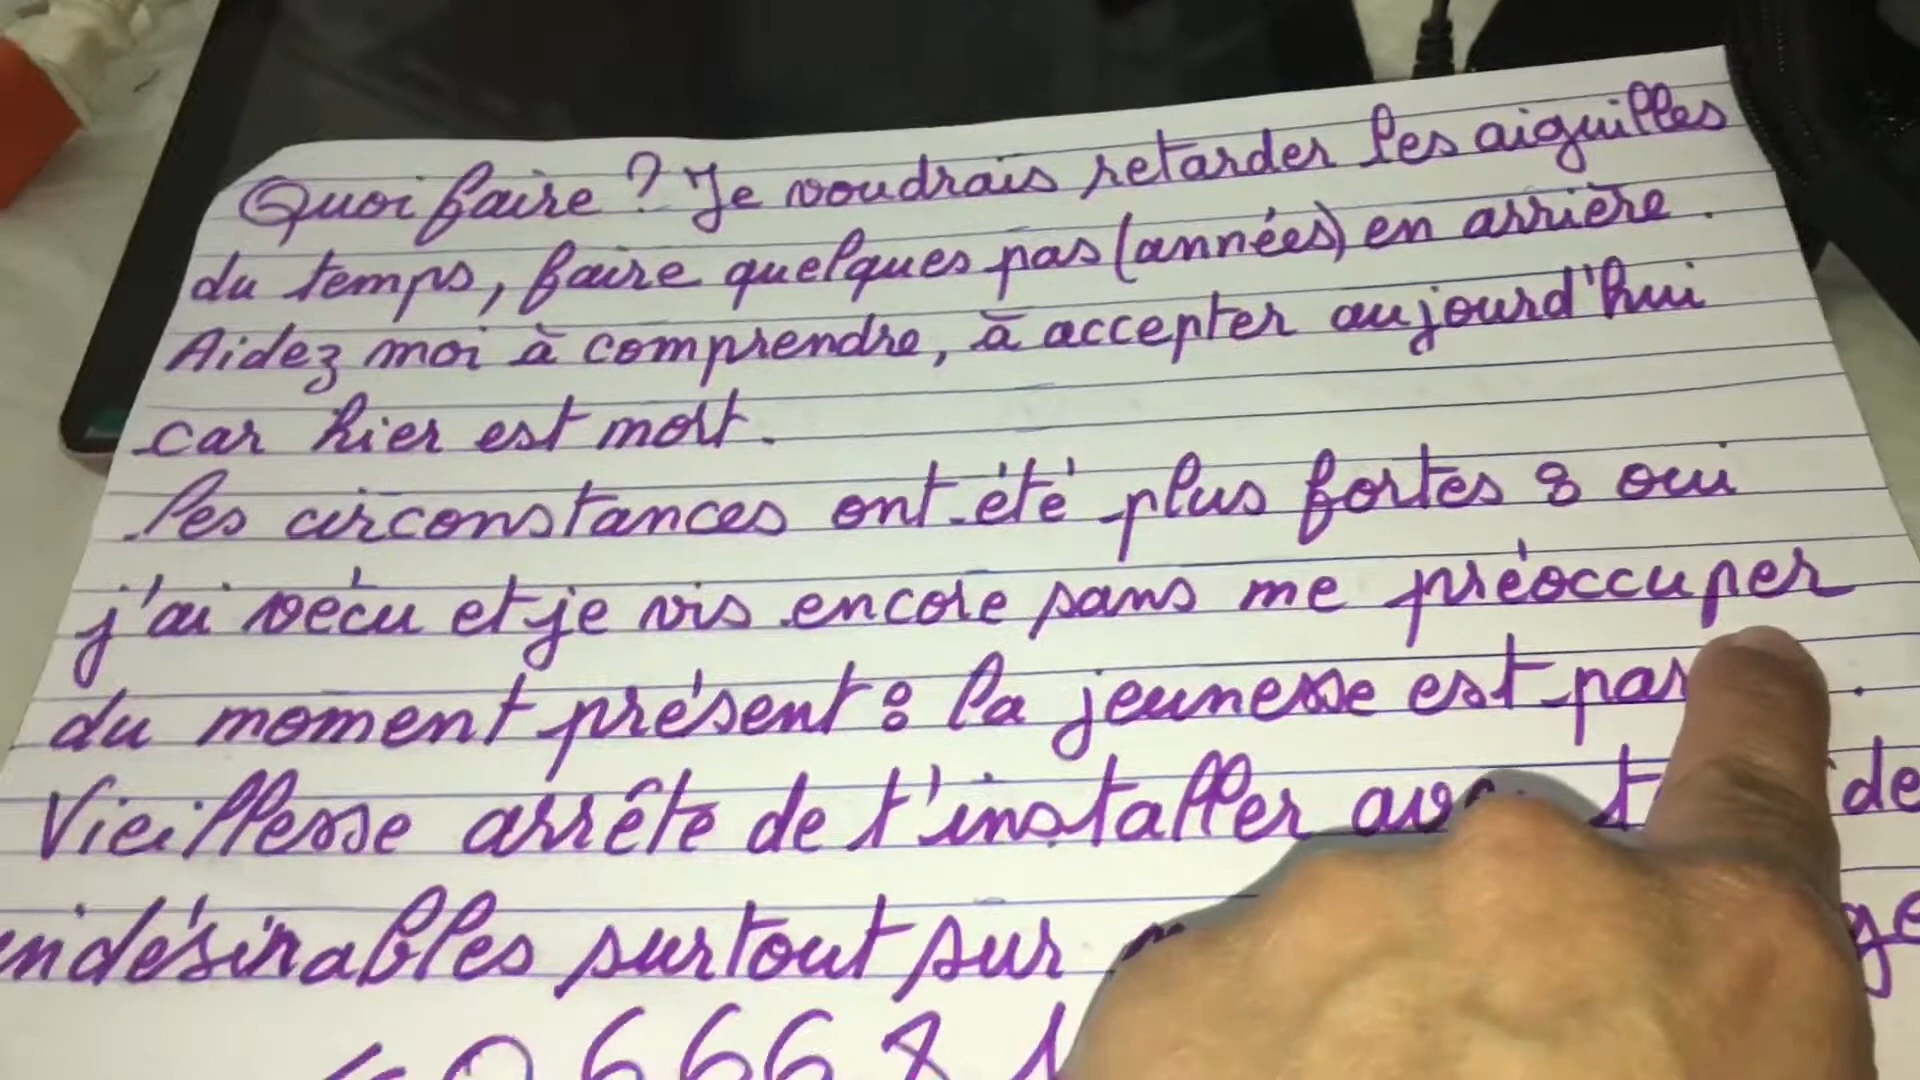 Quoi faire ? Je voudrais retarder les aiguilles
du temps, faire quelques pas (années) en arrière.
Aidez moi à comprendre, à accepter aujourd'hui
car hier est mort.
les circonstances ont été plus fortes : oui
j'ai vécu et je vis encore sans me préoccuper
du moment présent : la jeunesse est
Vieillesse arrête de t'installer de
indésirables surtout sur